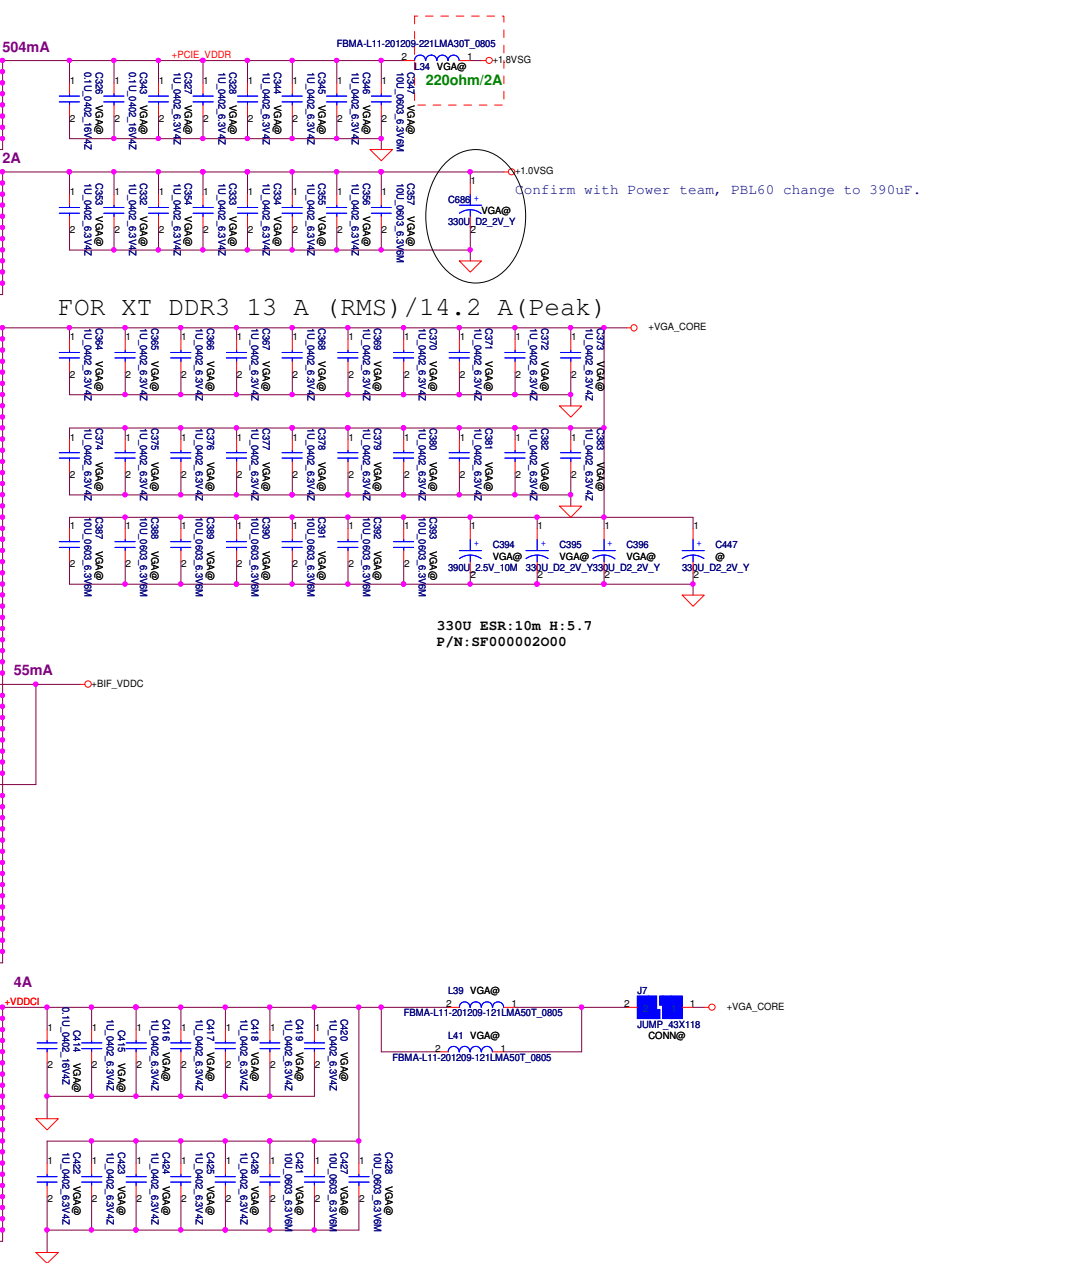 504mA
FBMA-L11-201209-221LMA30T_0805
+PCIE_VDDR
2
1
+1.8VSG
L34 VGA@
220ohm/2A
C326 VGA@
0.1U_0402_16V4Z
C343 VGA@
0.1U_0402_16V4Z
C327 VGA@
1U_0402_6.3V4Z
C328 VGA@
1U_0402_6.3V4Z
C344 VGA@
1U_0402_6.3V4Z
C345 VGA@
1U_0402_6.3V4Z
C346 VGA@
1U_0402_6.3V4Z
C347 VGA@
10U_0603_6.3V6M
2A
+1.0VSG
Confirm with Power team, PBL60 change to 390uF.
C353 VGA@
1U_0402_6.3V4Z
C332 VGA@
1U_0402_6.3V4Z
C354 VGA@
1U_0402_6.3V4Z
C333 VGA@
1U_0402_6.3V4Z
C334 VGA@
1U_0402_6.3V4Z
C355 VGA@
1U_0402_6.3V4Z
C356 VGA@
1U_0402_6.3V4Z
C357 VGA@
10U_0603_6.3V6M
1
C686 +
VGA@
330U_D2_2V_Y
2
FOR XT DDR3 13 A (RMS)/14.2 A(Peak)
+VGA_CORE
C364 VGA@
1U_0402_6.3V4Z
C365 VGA@
1U_0402_6.3V4Z
C366 VGA@
1U_0402_6.3V4Z
C367 VGA@
1U_0402_6.3V4Z
C368 VGA@
1U_0402_6.3V4Z
C369 VGA@
1U_0402_6.3V4Z
C370 VGA@
1U_0402_6.3V4Z
C371 VGA@
1U_0402_6.3V4Z
C372 VGA@
1U_0402_6.3V4Z
C373 VGA@
1U_0402_6.3V4Z
C374 VGA@
1U_0402_6.3V4Z
C375 VGA@
1U_0402_6.3V4Z
C376 VGA@
1U_0402_6.3V4Z
C377 VGA@
1U_0402_6.3V4Z
C378 VGA@
1U_0402_6.3V4Z
C379 VGA@
1U_0402_6.3V4Z
C380 VGA@
1U_0402_6.3V4Z
C381 VGA@
1U_0402_6.3V4Z
C382 VGA@
1U_0402_6.3V4Z
C383 VGA@
1U_0402_6.3V4Z
C387 VGA@
10U_0603_6.3V6M
C388 VGA@
10U_0603_6.3V6M
C389 VGA@
10U_0603_6.3V6M
C390 VGA@
10U_0603_6.3V6M
C391 VGA@
10U_0603_6.3V6M
C392 VGA@
10U_0603_6.3V6M
C393 VGA@
10U_0603_6.3V6M
+ C394
VGA@
390U_2.5V_10M
+ C395
VGA@
330U_D2_2V_Y
+ C396
VGA@
330U_D2_2V_Y
+ C447
@
330U_D2_2V_Y
330U ESR:10m H:5.7
P/N:SF000002O00
55mA
+BIF_VDDC
4A
+VDDCI
L39 VGA@
2
1
FBMA-L11-201209-121LMA50T_0805
L41 VGA@
2
1
FBMA-L11-201209-121LMA50T_0805
J7
2
1
+VGA_CORE
JUMP_43X118
CONN@
C414 VGA@
0.1U_0402_16V4Z
C415 VGA@
1U_0402_6.3V4Z
C416 VGA@
1U_0402_6.3V4Z
C417 VGA@
1U_0402_6.3V4Z
C418 VGA@
1U_0402_6.3V4Z
C419 VGA@
1U_0402_6.3V4Z
C420 VGA@
1U_0402_6.3V4Z
C422 VGA@
1U_0402_6.3V4Z
C423 VGA@
1U_0402_6.3V4Z
C424 VGA@
1U_0402_6.3V4Z
C425 VGA@
1U_0402_6.3V4Z
C426 VGA@
1U_0402_6.3V4Z
C421 VGA@
10U_0603_6.3V6M
C427 VGA@
10U_0603_6.3V6M
C428 VGA@
10U_0603_6.3V6M